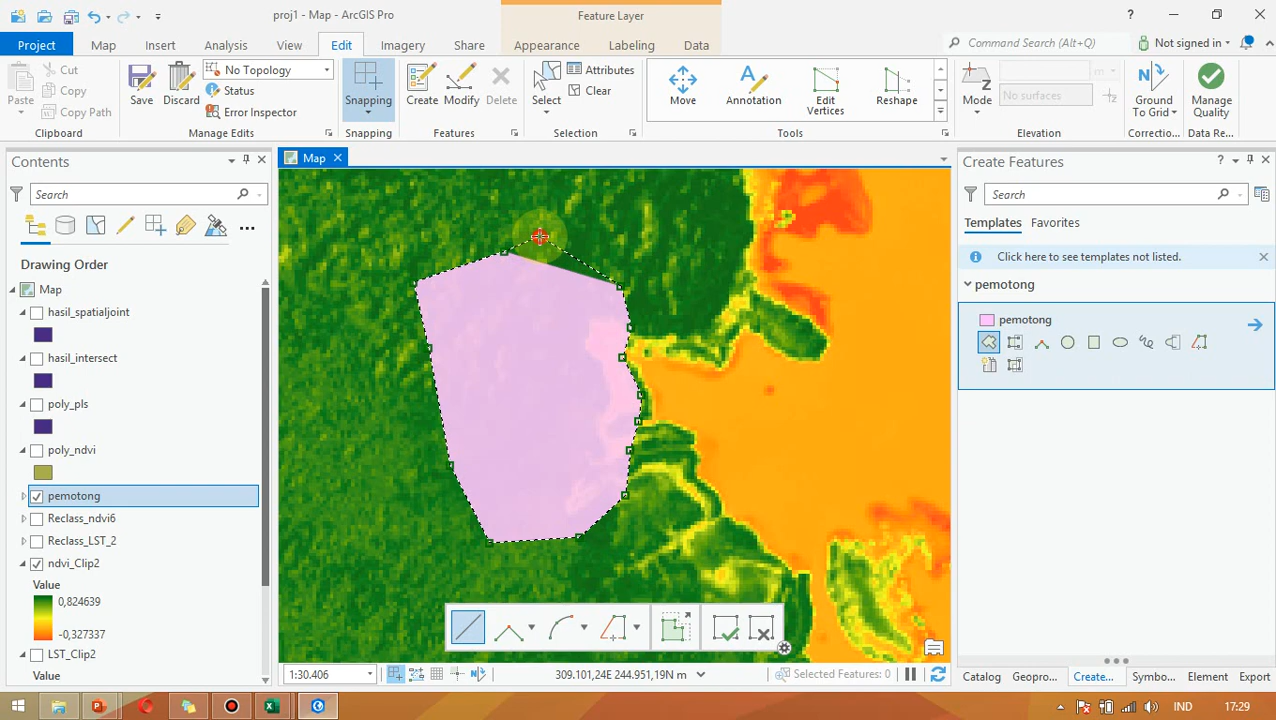 proj1 - Map - ArcGIS Pro
Feature Layer
?
Project
Map
Insert
Analysis
View
Edit
Imagery
Share
Appearance
Labeling
Data
Command Search (Alt+Q)
Not signed in
Paste
Cut
Copy
Copy Path
Clipboard
Save
Discard
No Topology
Status
Error Inspector
Manage Edits
Snapping
Snapping
Create
Modify
Delete
Features
Select
Attributes
Clear
Selection
Move
Annotation
Edit
Vertices
Reshape
Tools
Mode
m
No surfaces
Elevation
Ground
To Grid
Correctio...
Manage
Quality
Data Re...
Contents
Search
Drawing Order
Map
hasil_spatialjoint
hasil_intersect
poly_pls
poly_ndvi
pemotong
Reclass_ndvi6
Reclass_LST_2
ndvi_Clip2
Value
0,824639
-0,327337
LST_Clip2
Value
Map
1:30.406
309.101,24E 244.951,19N m
Selected Features: 0
Create Features
?
Search
Templates
Favorites
Click here to see templates not listed.
pemotong
pemotong
Catalog
Geopro...
Create...
Symbo...
Element
Export
IND
17:29